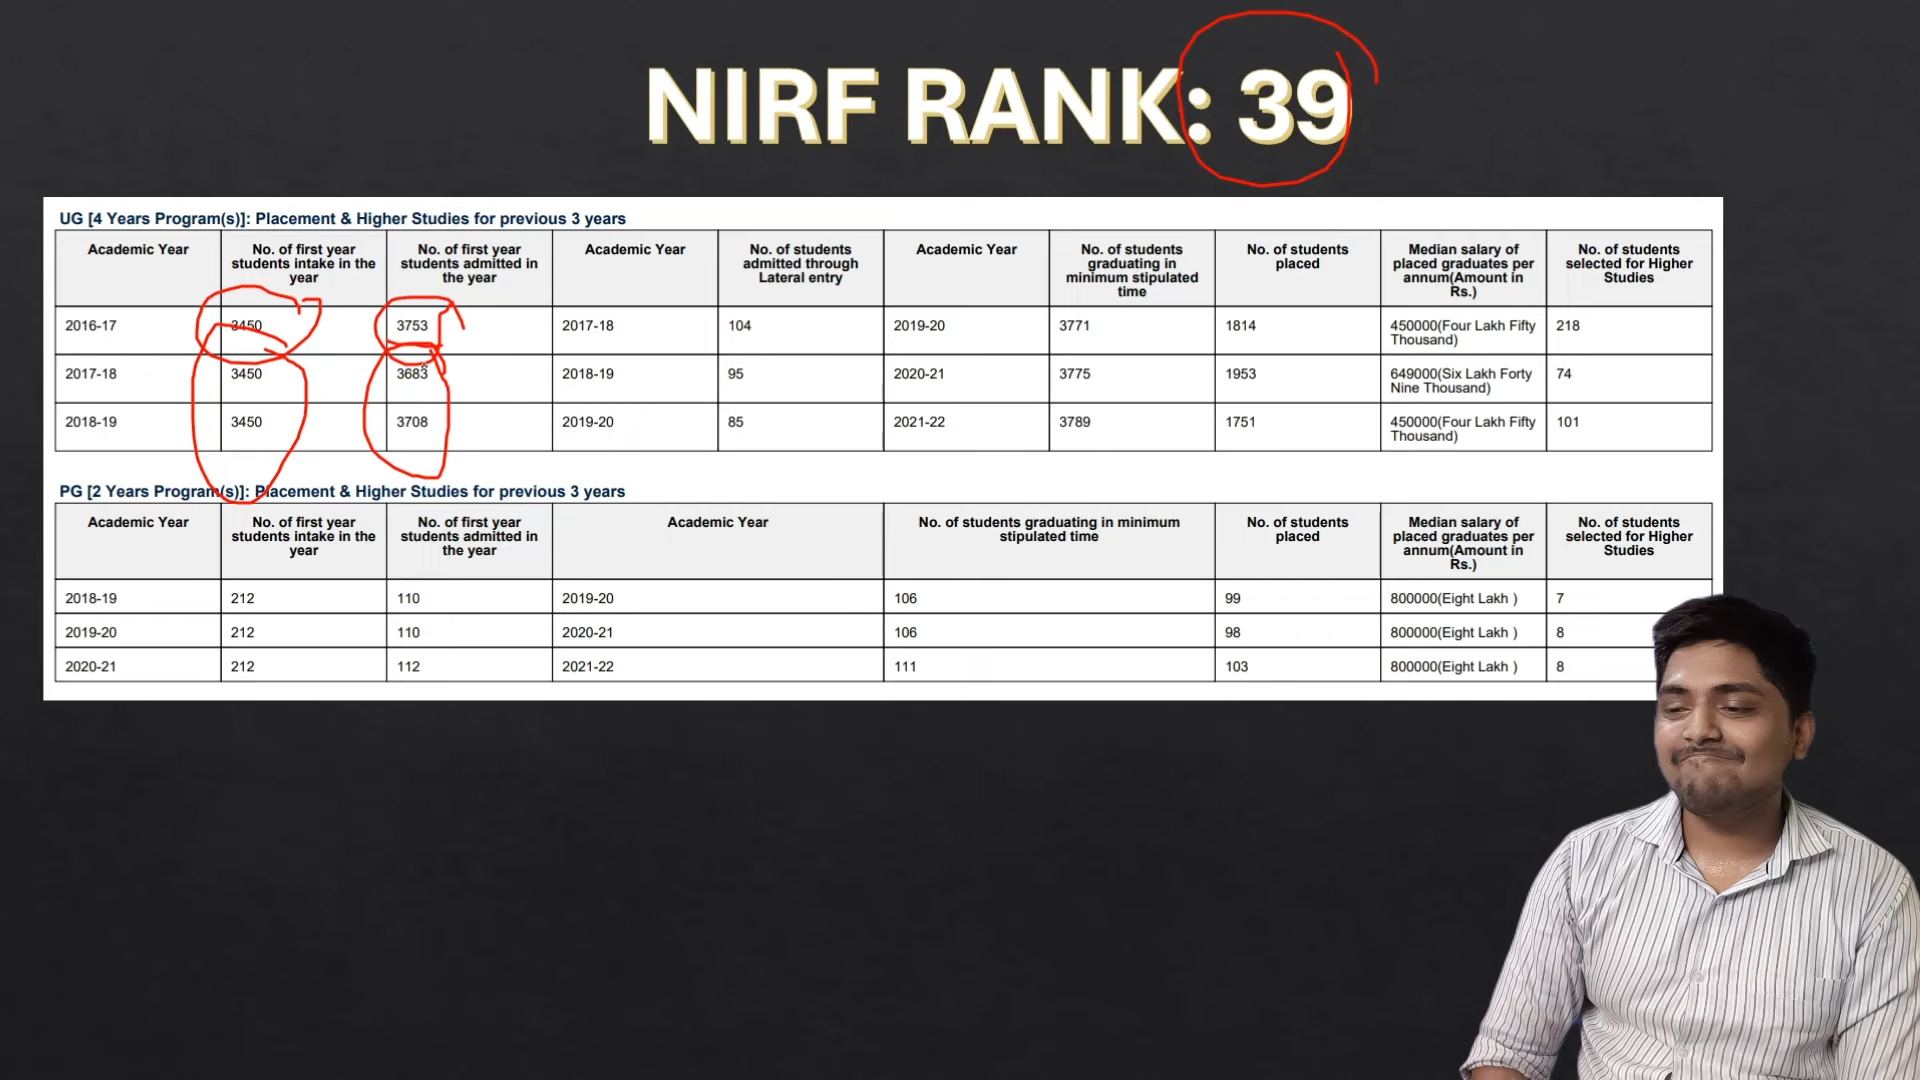 NIRF RANK: 39
UG [4 Years Program(s)]: Placement & Higher Studies for previous 3 years
Academic Year No. of first year students intake in the year No. of first year students admitted in the year Academic Year No. of students admitted through Lateral entry Academic Year No. of students graduating in minimum stipulated time No. of students placed Median salary of placed graduates per annum(Amount in Rs.) No. of students selected for Higher Studies
2016-17 3450 3753 2017-18 104 2019-20 3771 1814 450000(Four Lakh Fifty Thousand) 218
2017-18 3450 3683 2018-19 95 2020-21 3775 1953 649000(Six Lakh Forty Nine Thousand) 74
2018-19 3450 3708 2019-20 85 2021-22 3789 1751 450000(Four Lakh Fifty Thousand) 101
PG [2 Years Program(s)]: Placement & Higher Studies for previous 3 years
Academic Year No. of first year students intake in the year No. of first year students admitted in the year Academic Year No. of students graduating in minimum stipulated time No. of students placed Median salary of placed graduates per annum(Amount in Rs.) No. of students selected for Higher Studies
2018-19 212 110 2019-20 106 99 800000(Eight Lakh ) 7
2019-20 212 110 2020-21 106 98 800000(Eight Lakh ) 8
2020-21 212 112 2021-22 111 103 800000(Eight Lakh ) 8